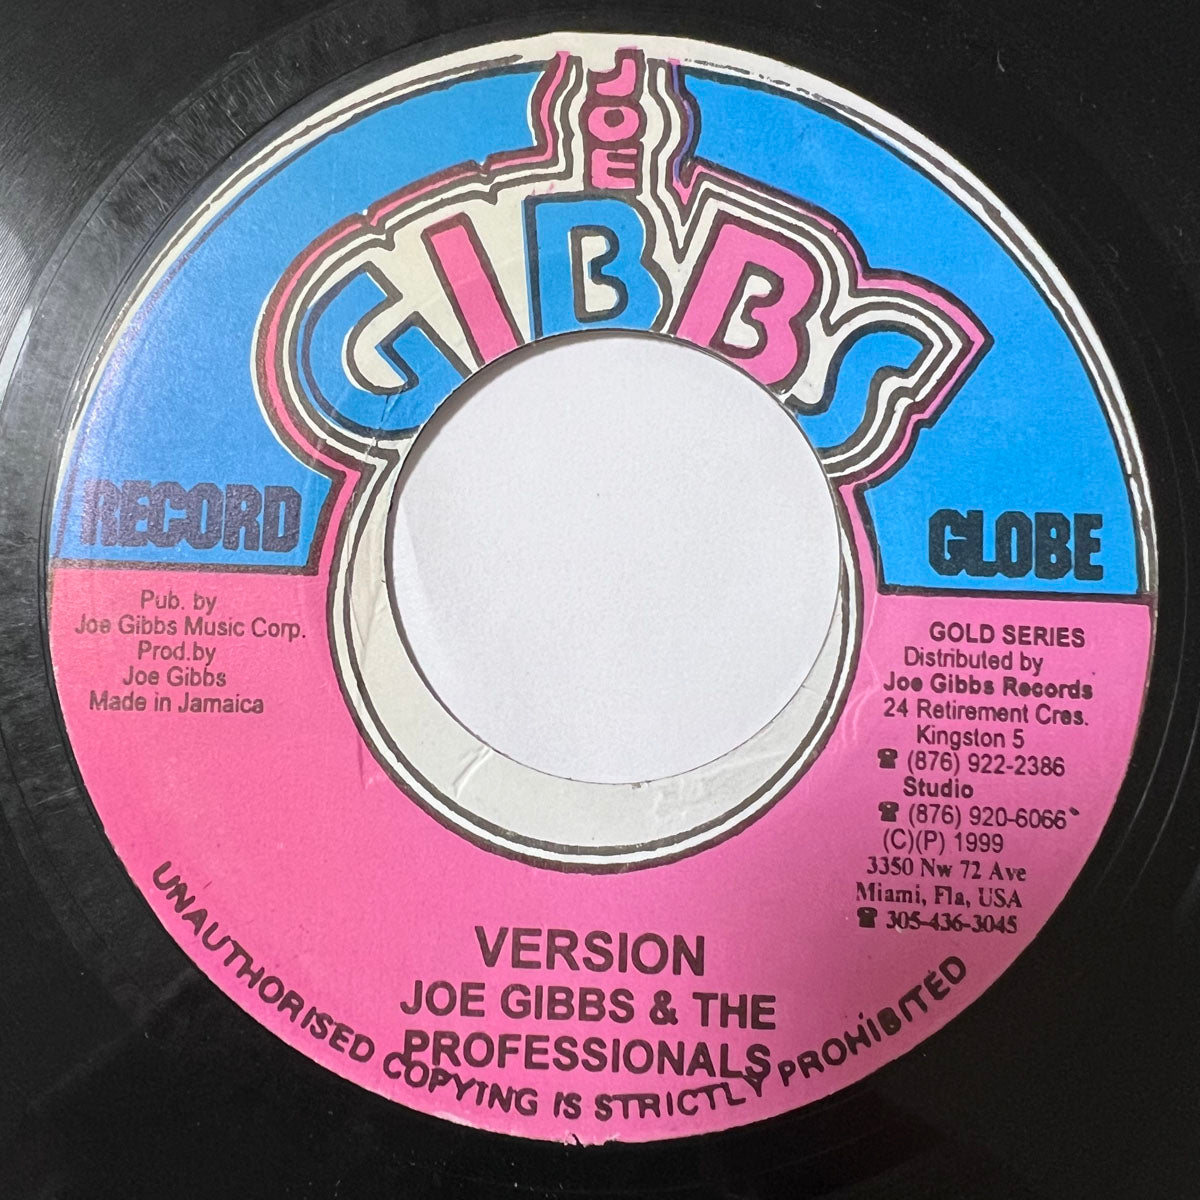 JOE
GIBBS
RECORD
GLOBE
Pub. by
Joe Gibbs Music Corp.
Prod.by
Joe Gibbs
Made in Jamaica
GOLD SERIES
Distributed by
Joe Gibbs Records
24 Retirement Cres.
Kingston 5
☎ (876) 922-2386
Studio
☎ (876) 920-6066
(C)(P) 1999
3350 Nw 72 Ave
Miami, Fla, USA
☎ 305-436-3045
VERSION
JOE GIBBS & THE
PROFESSIONALS
UNAUTHORISED COPYING IS STRICTLY PROHIBITED